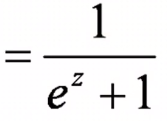 = 1 / (e^z + 1)